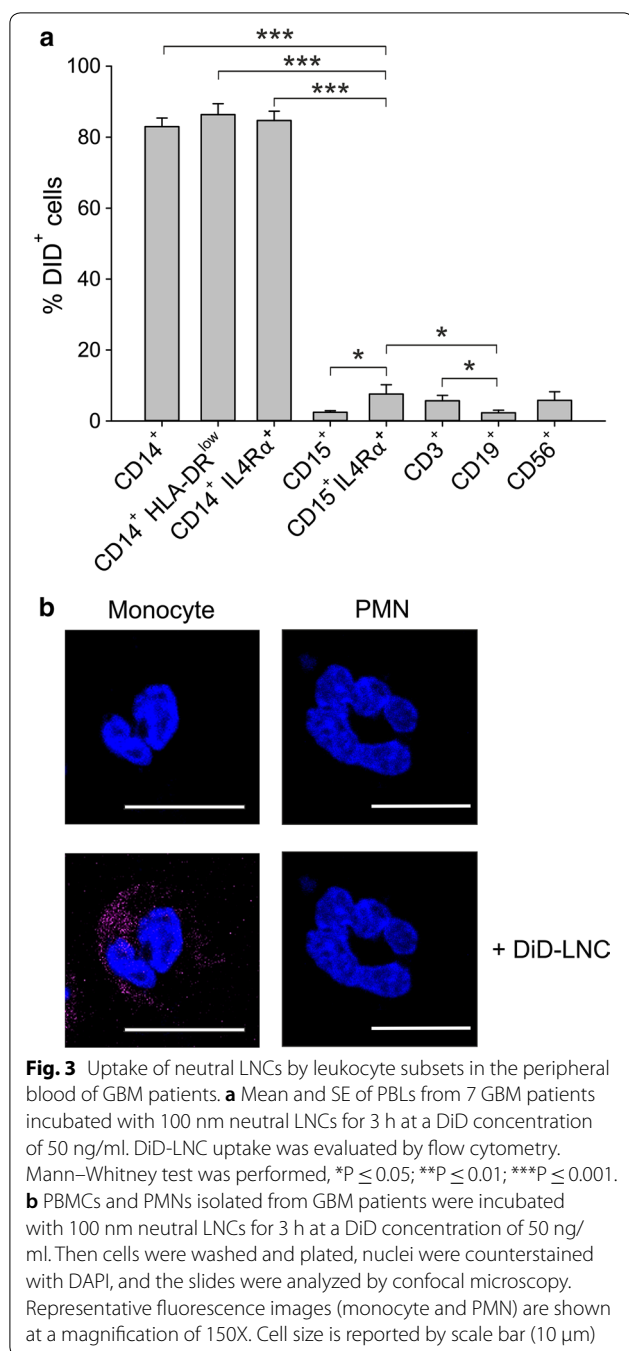 a
***
***
***
100
80
60
40
20
0
% DID⁺ cells
*
*
*
CD14⁺
CD14⁺ HLA-DRˡᵒʷ
CD14⁺ IL4Rα⁺
CD15⁺
CD15⁺IL4Rα⁺
CD3⁺
CD19⁺
CD56⁺
b
Monocyte PMN
+ DiD-LNC
Fig. 3 Uptake of neutral LNCs by leukocyte subsets in the peripheral
blood of GBM patients. a Mean and SE of PBLs from 7 GBM patients
incubated with 100 nm neutral LNCs for 3 h at a DiD concentration
of 50 ng/ml. DiD-LNC uptake was evaluated by flow cytometry.
Mann–Whitney test was performed, *P ≤ 0.05; **P ≤ 0.01; ***P ≤ 0.001.
b PBMCs and PMNs isolated from GBM patients were incubated
with 100 nm neutral LNCs for 3 h at a DiD concentration of 50 ng/
ml. Then cells were washed and plated, nuclei were counterstained
with DAPI, and the slides were analyzed by confocal microscopy.
Representative fluorescence images (monocyte and PMN) are shown
at a magnification of 150X. Cell size is reported by scale bar (10 μm)